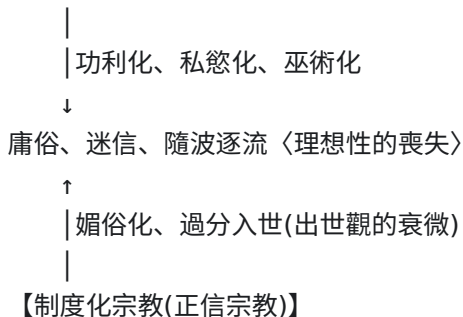 │
│功利化、私慾化、巫術化
↓
庸俗、迷信、隨波逐流〈理想性的喪失〉
↑
│媚俗化、過分入世(出世觀的衰微)
│
【制度化宗教(正信宗教)】